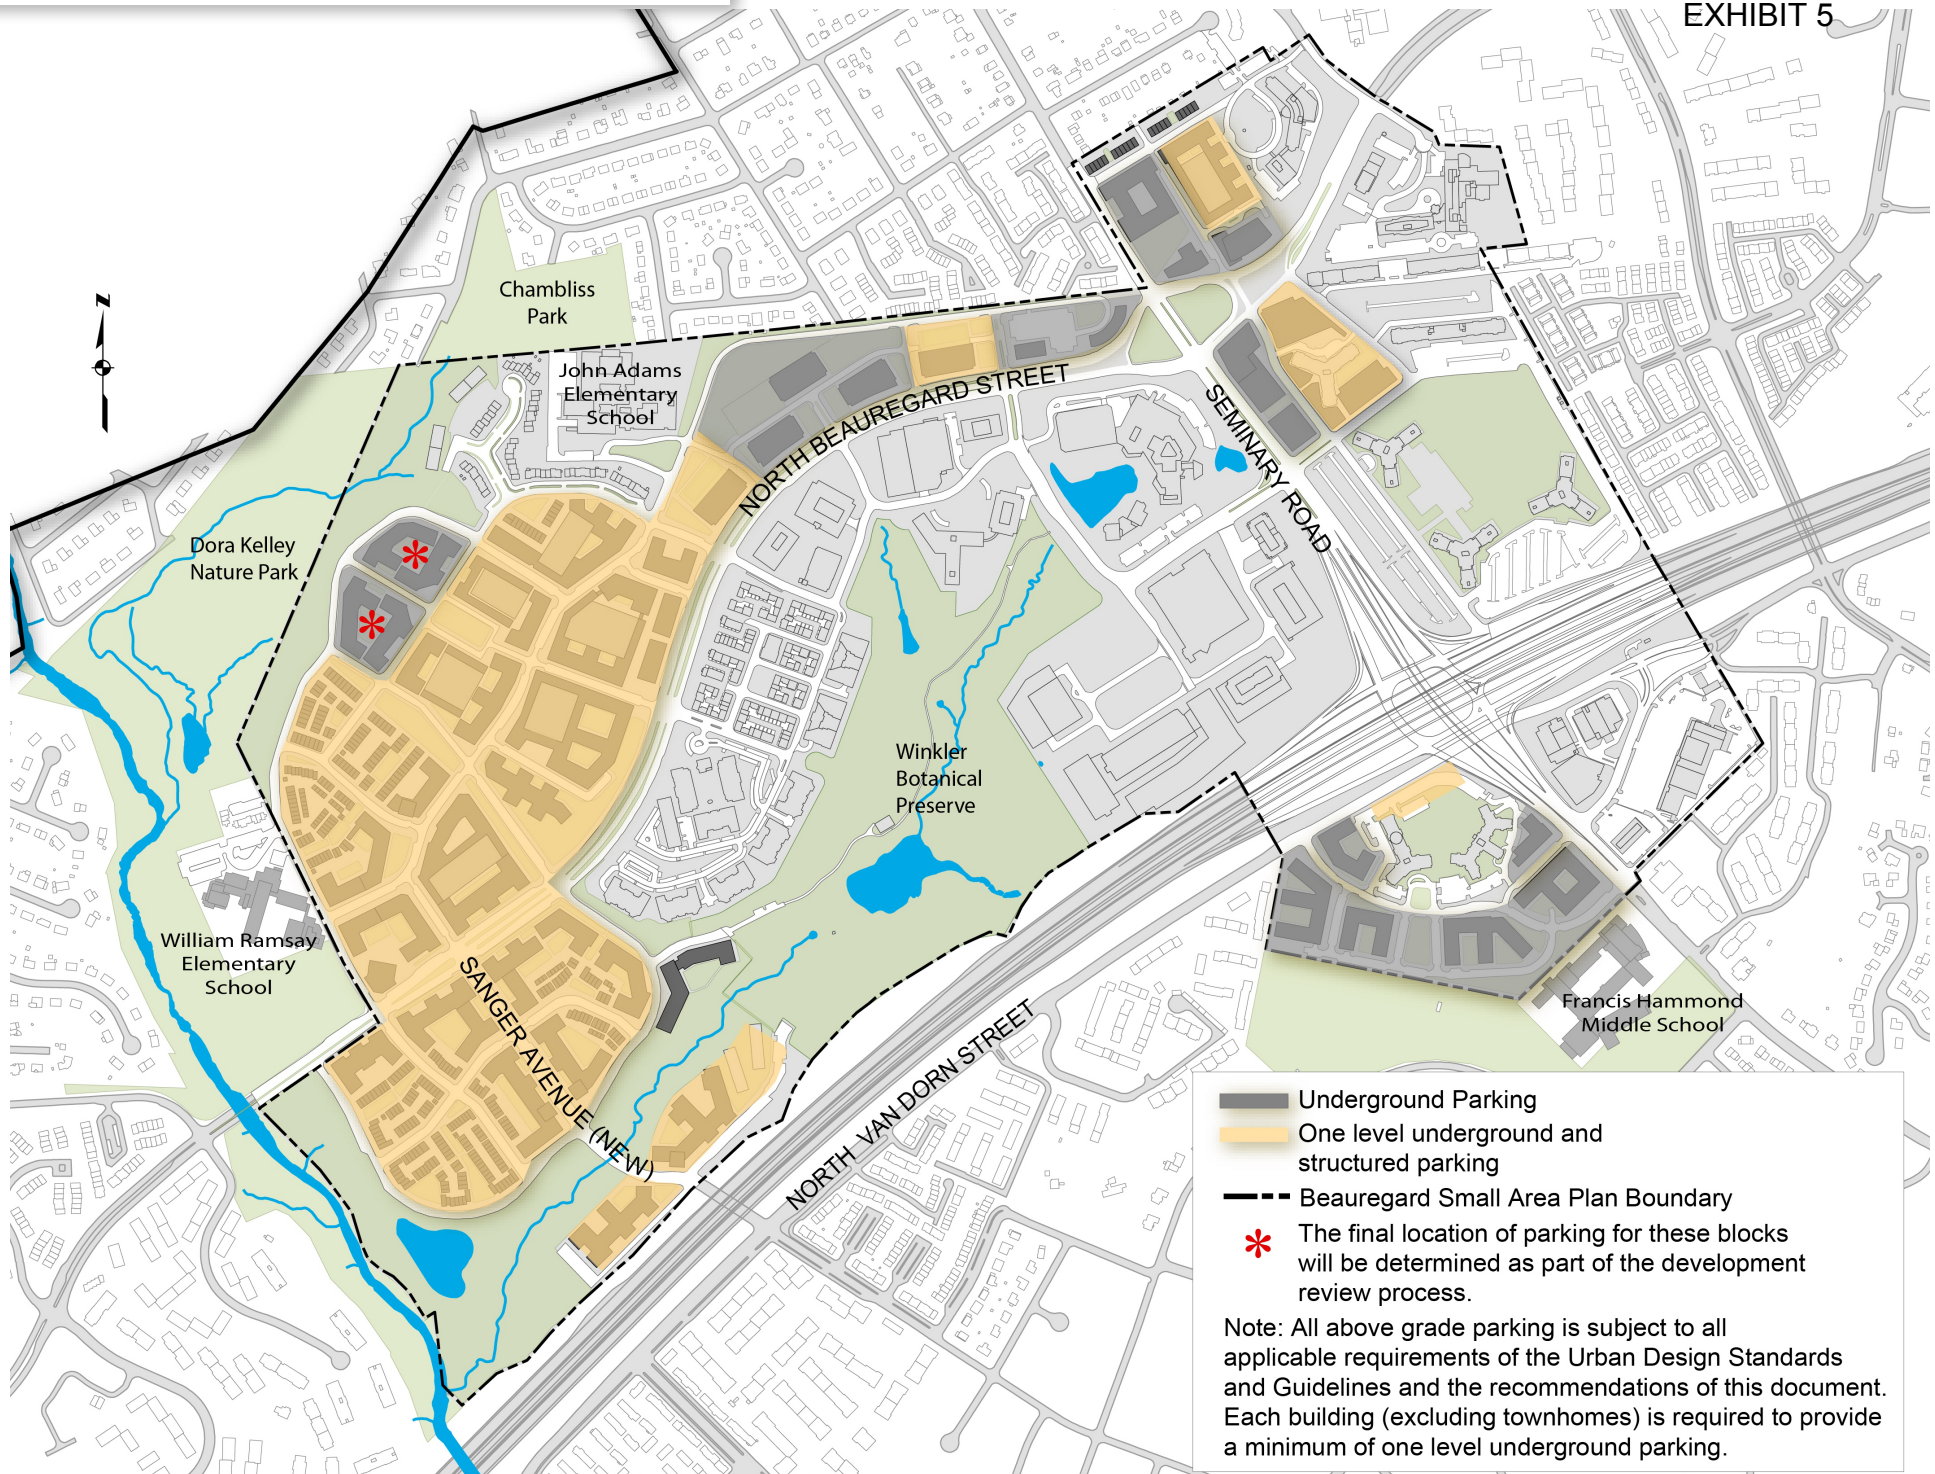 EXHIBIT 5
Chambliss
Park
John Adams
Elementary
School
NORTH BEAUREGARD STREET
SEMINARY ROAD
Dora Kelley
Nature Park
Winkler
Botanical
Preserve
William Ramsay
Elementary
School
SANGER AVENUE (NEW)
NORTH VAN DORN STREET
Francis Hammond
Middle School
N
Underground Parking
One level underground and
structured parking
Beauregard Small Area Plan Boundary
* The final location of parking for these blocks
will be determined as part of the development
review process.
Note: All above grade parking is subject to all
applicable requirements of the Urban Design Standards
and Guidelines and the recommendations of this document.
Each building (excluding townhomes) is required to provide
a minimum of one level underground parking.